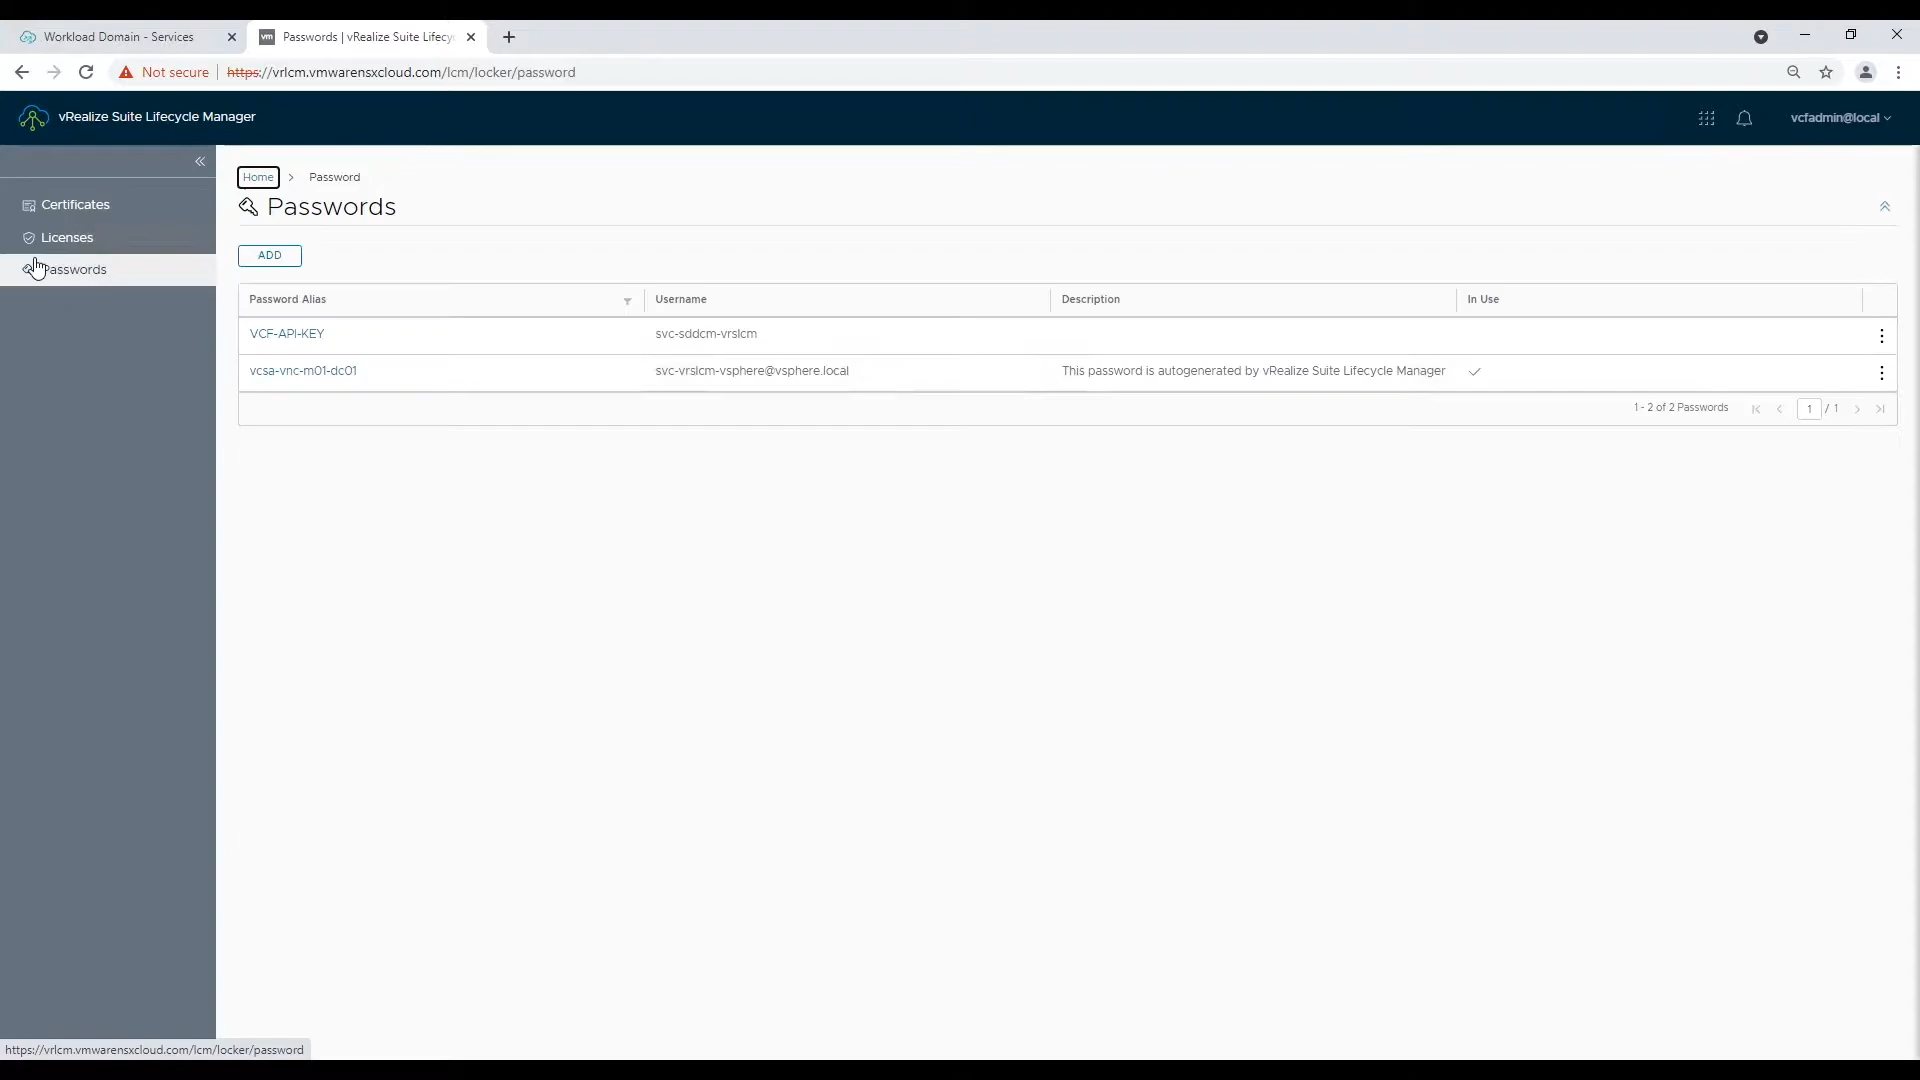 Workload Domain - Services
vm Passwords | vRealize Suite Lifecy
Not secure https://vrlcm.vmwarensxcloud.com/lcm/locker/password
vRealize Suite Lifecycle Manager
vcfadmin@local
Certificates
Licenses
Passwords
Home > Password
Passwords
ADD
Password Alias Username Description In Use
VCF-API-KEY svc-sddcm-vrslcm
vcsa-vnc-m01-dc01 svc-vrslcm-vsphere@vsphere.local This password is autogenerated by vRealize Suite Lifecycle Manager
1 - 2 of 2 Passwords 1 / 1
https://vrlcm.vmwarensxcloud.com/lcm/locker/password